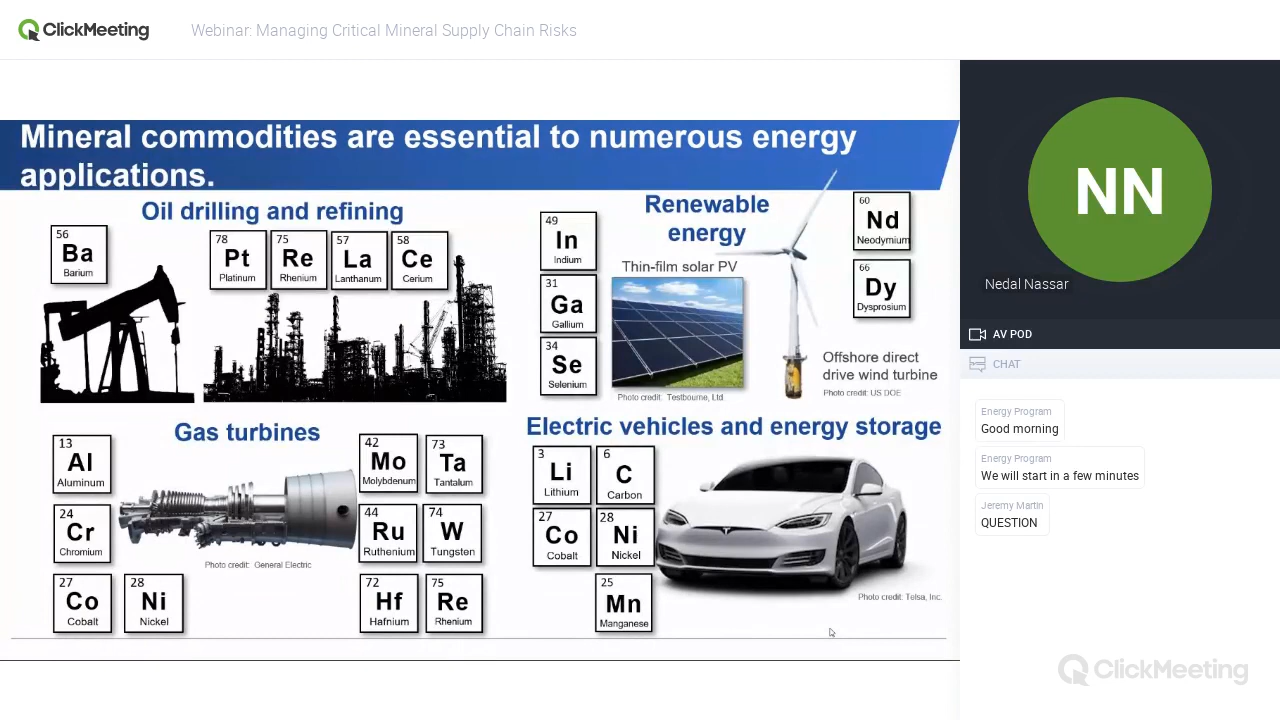 ClickMeeting
Webinar: Managing Critical Mineral Supply Chain Risks
Mineral commodities are essential to numerous energy
applications.
Oil drilling and refining
56
Ba
Barium
78
Pt
Platinum
75
Re
Rhenium
57
La
Lanthanum
58
Ce
Cerium
Renewable
energy
49
In
Indium
31
Ga
Gallium
34
Se
Selenium
Thin-film solar PV
Photo credit: Testbourne, Ltd.
60
Nd
Neodymium
66
Dy
Dysprosium
Offshore direct
drive wind turbine
Photo credit: US DOE
Gas turbines
13
Al
Aluminum
24
Cr
Chromium
27
Co
Cobalt
28
Ni
Nickel
Photo credit: General Electric
42
Mo
Molybdenum
73
Ta
Tantalum
44
Ru
Ruthenium
74
W
Tungsten
72
Hf
Hafnium
75
Re
Rhenium
Electric vehicles and energy storage
3
Li
Lithium
6
C
Carbon
27
Co
Cobalt
28
Ni
Nickel
25
Mn
Manganese
Photo credit: Telsa, Inc.
NN
Nedal Nassar
AV POD
CHAT
Energy Program
Good morning
Energy Program
We will start in a few minutes
Jeremy Martin
QUESTION
ClickMeeting